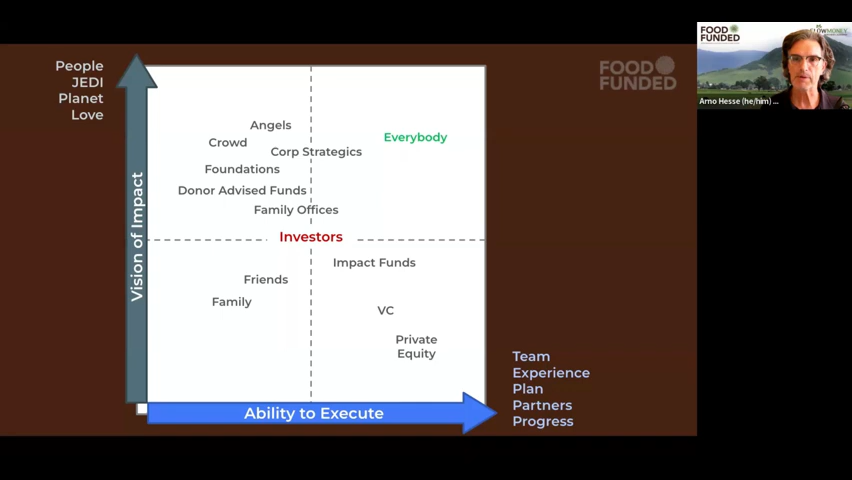 People
JEDI
Planet
Love
FOOD
FUNDED
Angels
Crowd
Everybody
Corp Strategics
Foundations
Donor Advised Funds
Family Offices
Investors
Impact Funds
Friends
Family
VC
Private
Equity
Vision of Impact
Ability to Execute
Team
Experience
Plan
Partners
Progress
FOOD
FUNDED
Arno Hesse (he/him) ...